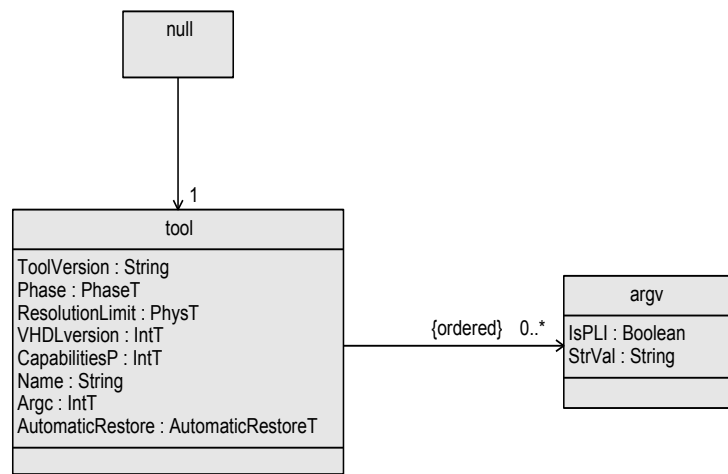 null
1
tool
ToolVersion : String
Phase : PhaseT
ResolutionLimit : PhysT
VHDLversion : IntT
CapabilitiesP : IntT
Name : String
Argc : IntT
AutomaticRestore : AutomaticRestoreT
{ordered} 0..*
argv
IsPLI : Boolean
StrVal : String